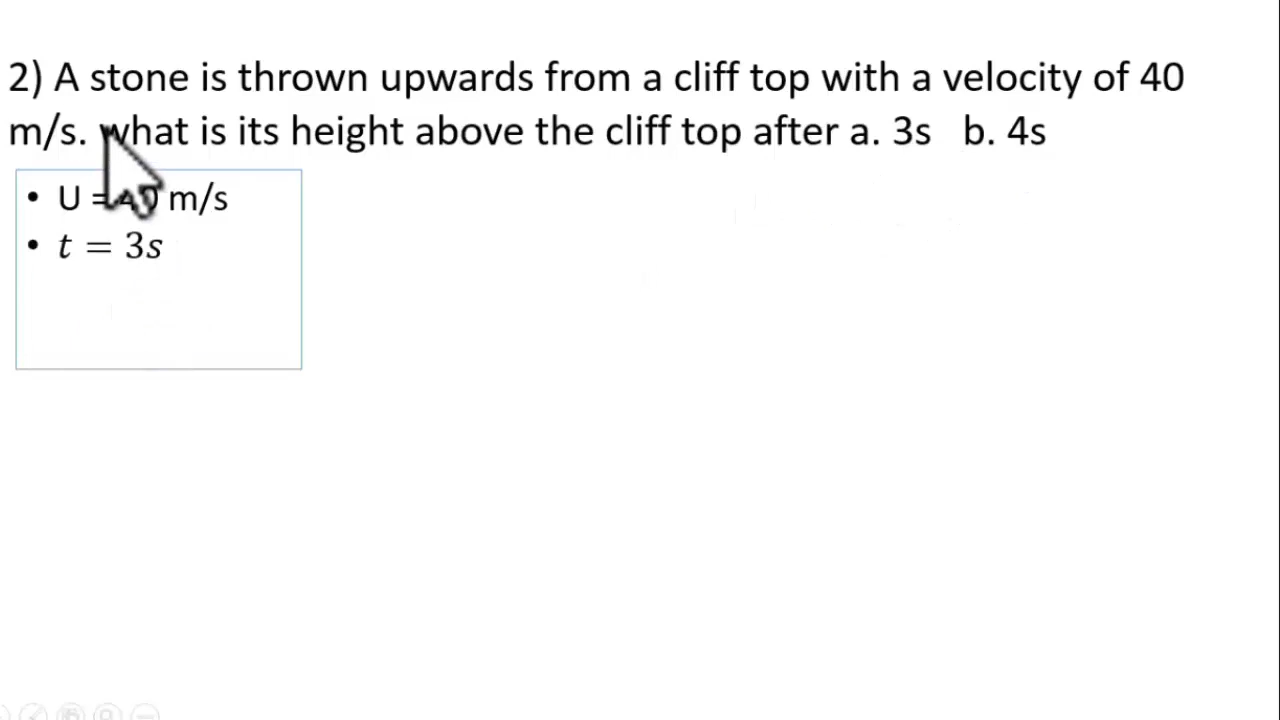 2) A stone is thrown upwards from a cliff top with a velocity of 40
m/s. what is its height above the cliff top after a. 3s b. 4s
• U = 40 m/s
• t = 3s